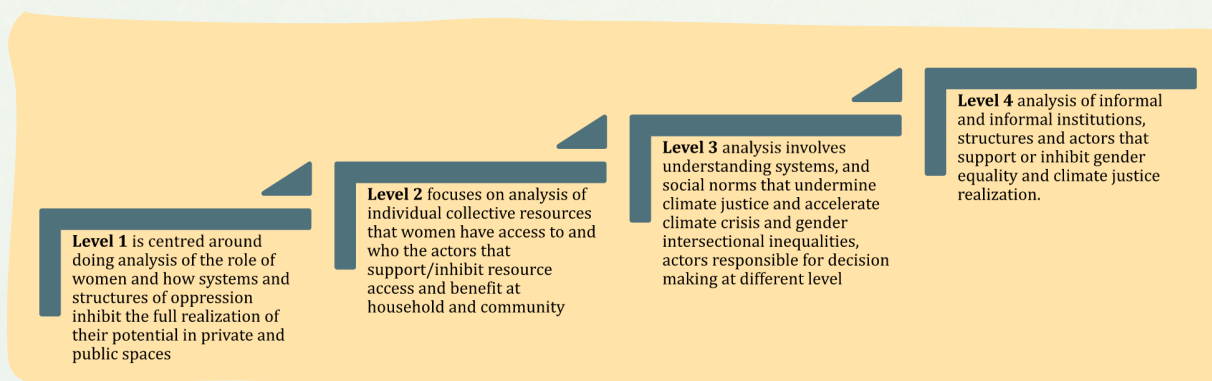 Level 1 is centred around
doing analysis of the role of
women and how systems and
structures of oppression
inhibit the full realization of
their potential in private and
public spaces
Level 2 focuses on analysis of
individual collective resources
that women have access to and
who the actors that
support/inhibit resource
access and benefit at
household and community
Level 3 analysis involves
understanding systems, and
social norms that undermine
climate justice and accelerate
climate crisis and gender
intersectional inequalities,
actors responsible for decision
making at different level
Level 4 analysis of informal
and informal institutions,
structures and actors that
support or inhibit gender
equality and climate justice
realization.